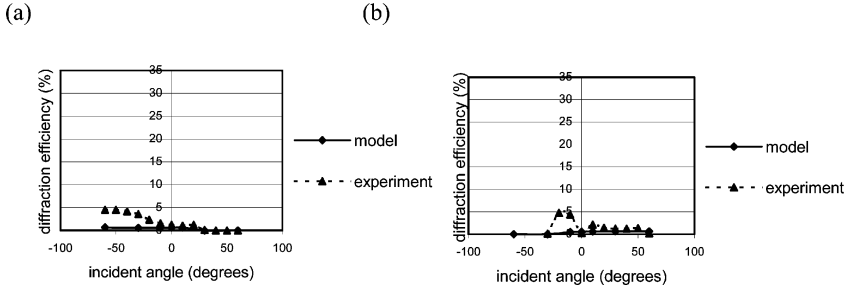 (a)
diffraction efficiency (%)
35
30
25
20
15
10
5
-100 -50 0 50 100
incident angle (degrees)
model
experiment
(b)
diffraction efficiency (%)
35
30
25
20
15
10
5
-100 -50 0 50 100
incident angle (degrees)
model
experiment